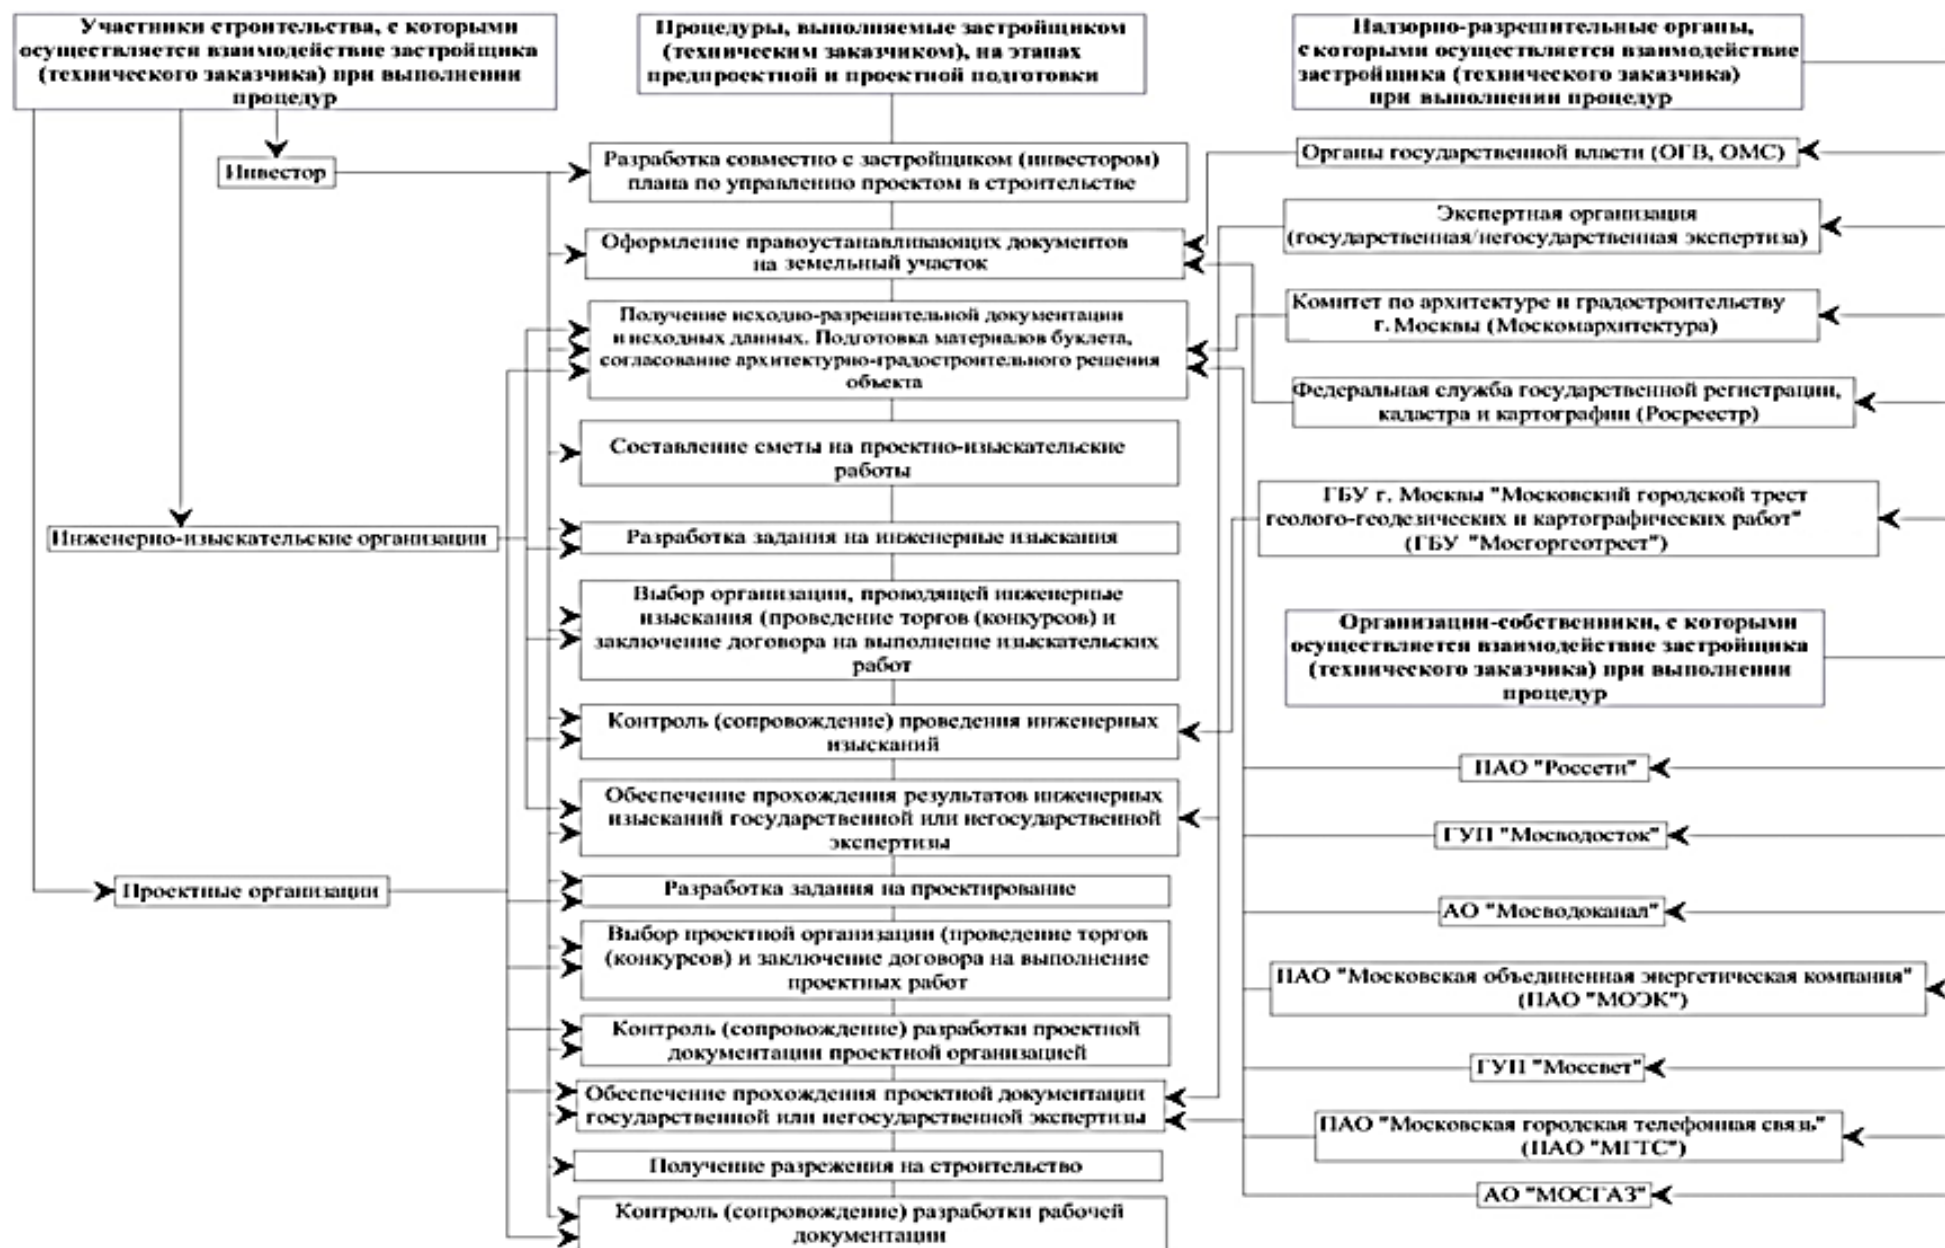 Участники строительства, с которыми
осуществляется взаимодействие застройщика
(технического заказчика) при выполнении
процедур
Инвестор
Инженерно-изыскательские организации
Проектные организации
Процедуры, выполняемые застройщиком
(техническим заказчиком), на этапах
предпроектной и проектной подготовки
Разработка совместно с застройщиком (инвестором)
плана по управлению проектом в строительстве
Оформление правоустанавливающих документов
на земельный участок
Получение исходно-разрешительной документации
и исходных данных. Подготовка материалов буклета,
согласование архитектурно-градостроительного решения
объекта
Составление сметы на проектно-изыскательские
работы
Разработка задания на инженерные изыскания
Выбор организации, проводящей инженерные
изыскания (проведение торгов (конкурсов) и
заключение договора на выполнение изыскательских
работ
Контроль (сопровождение) проведения инженерных
изысканий
Обеспечение прохождения результатов инженерных
изысканий государственной или негосударственной
экспертизы
Разработка задания на проектирование
Выбор проектной организации (проведение торгов
(конкурсов) и заключение договора на выполнение
проектных работ
Контроль (сопровождение) разработки проектной
документации проектной организацией
Обеспечение прохождения проектной документации
государственной или негосударственной экспертизы
Получение разрежения на строительство
Контроль (сопровождение) разработки рабочей
документации
Надзорно-разрешительные органы,
с которыми осуществляется взаимодействие
застройщика (технического заказчика)
при выполнении процедур
Органы государственной власти (ОГВ, ОМС)
Экспертная организация
(государственная/негосударственная экспертиза)
Комитет по архитектуре и градостроительству
г. Москвы (Москомархитектура)
Федеральная служба государственной регистрации,
кадастра и картографии (Росреестр)
ГБУ г. Москвы "Московский городской трест
геолого-геодезических и картографических работ"
(ГБУ "Мосгоргеотрест")
Организации-собственники, с которыми
осуществляется взаимодействие застройщика
(технического заказчика) при выполнении
процедур
ПАО "Россети"
ГУП "Мосводосток"
АО "Мосводоканал"
ПАО "Московская объединенная энергетическая компания"
(ПАО "МОЭК")
ГУП "Моссвет"
ПАО "Московская городская телефонная связь"
(ПАО "МГТС")
АО "МОСГАЗ"